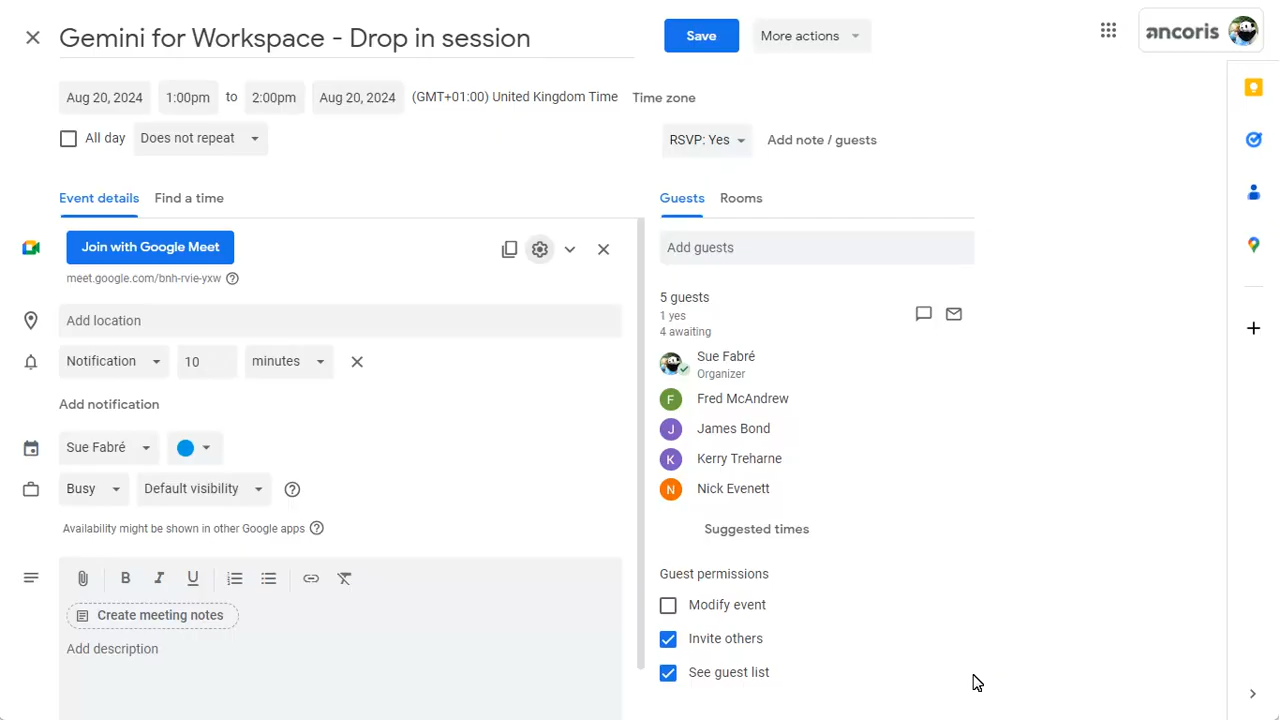 Gemini for Workspace - Drop in session
Save
More actions
ancoris
Aug 20, 2024 1:00pm to 2:00pm Aug 20, 2024 (GMT+01:00) United Kingdom Time Time zone
All day Does not repeat
RSVP: Yes Add note / guests
Event details Find a time
Guests Rooms
Join with Google Meet
meet.google.com/bnh-rvie-yxw
Add location
Notification 10 minutes
Add notification
Sue Fabré
Busy Default visibility
Availability might be shown in other Google apps
Create meeting notes
Add description
Add guests
5 guests
1 yes
4 awaiting
Sue Fabré
Organizer
F Fred McAndrew
J James Bond
K Kerry Treharne
N Nick Evenett
Suggested times
Guest permissions
Modify event
Invite others
See guest list